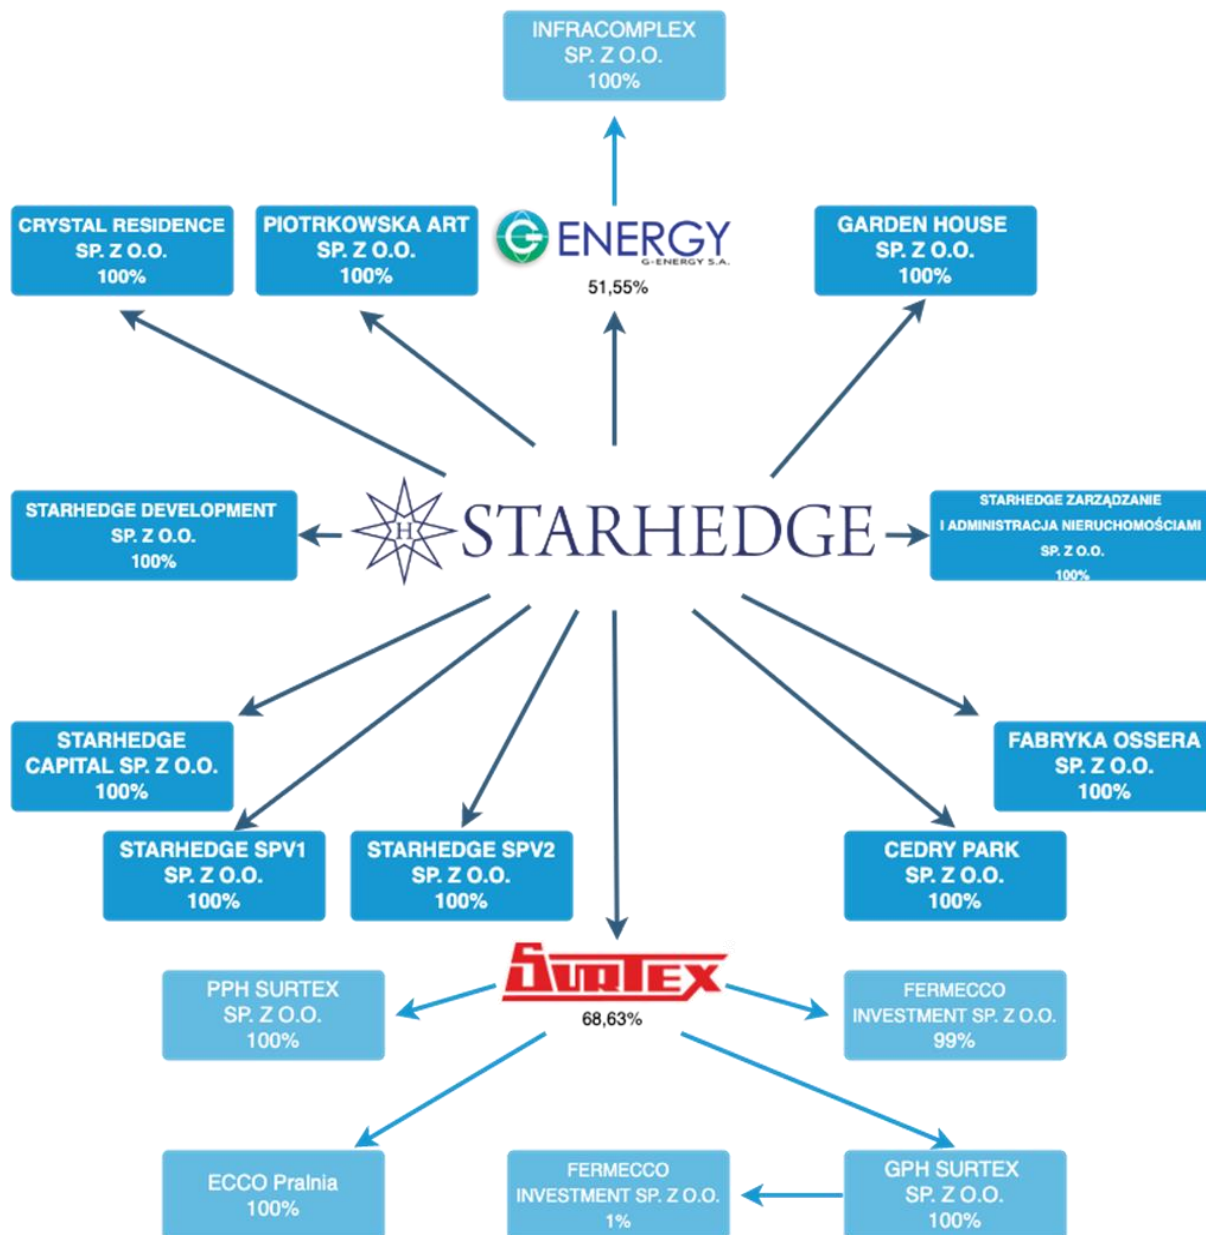 INFRACOMPLEX
SP. Z O.O.
100%
CRYSTAL RESIDENCE
SP. Z O.O.
100%
PIOTRKOWSKA ART
SP. Z O.O.
100%
G ENERGY
G-ENERGY S.A.
51,55%
GARDEN HOUSE
SP. Z O.O.
100%
STARHEDGE DEVELOPMENT
SP. Z O.O.
100%
H STARHEDGE
STARHEDGE ZARZĄDZANIE
I ADMINISTRACJA NIERUCHOMOŚCIAMI
SP. Z O.O.
100%
STARHEDGE
CAPITAL SP. Z O.O.
100%
FABRYKA OSSERA
SP. Z O.O.
100%
STARHEDGE SPV1
SP. Z O.O.
100%
STARHEDGE SPV2
SP. Z O.O.
100%
CEDRY PARK
SP. Z O.O.
100%
SURTEX
68,63%
PPH SURTEX
SP. Z O.O.
100%
FERMECCO
INVESTMENT SP. Z O.O.
99%
ECCO Pralnia
100%
FERMECCO
INVESTMENT SP. Z O.O.
1%
GPH SURTEX
SP. Z O.O.
100%